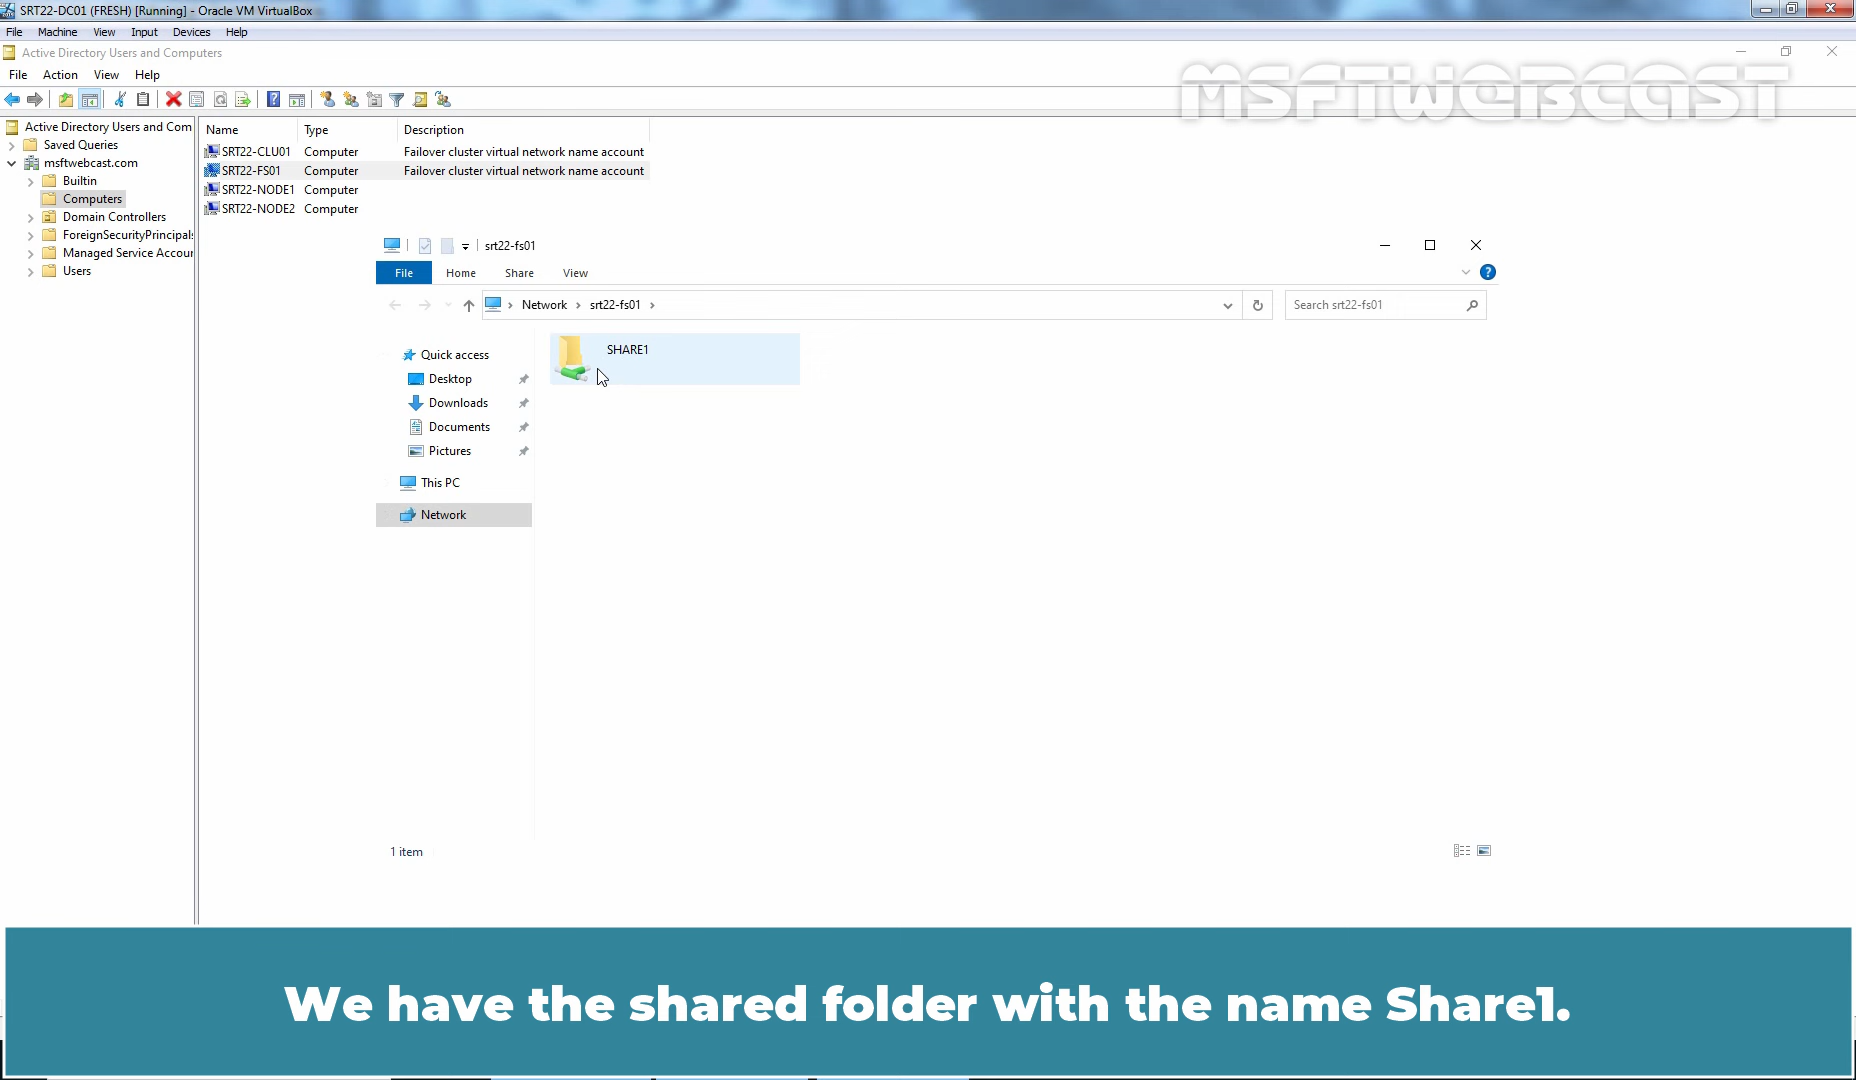 SRT22-DC01 (FRESH) [Running] - Oracle VM VirtualBox
File Machine View Input Devices Help
Active Directory Users and Computers
File Action View Help
MSFTWEBCAST
Active Directory Users and Com
Saved Queries
msftwebcast.com
Builtin
Computers
Domain Controllers
ForeignSecurityPrincipals
Managed Service Accour
Users
Name Type Description
SRT22-CLU01 Computer Failover cluster virtual network name account
SRT22-FS01 Computer Failover cluster virtual network name account
SRT22-NODE1 Computer
SRT22-NODE2 Computer
srt22-fs01
File Home Share View
Network > srt22-fs01 >
Search srt22-fs01
Quick access
Desktop
Downloads
Documents
Pictures
This PC
Network
SHARE1
1 item
We have the shared folder with the name Share1.